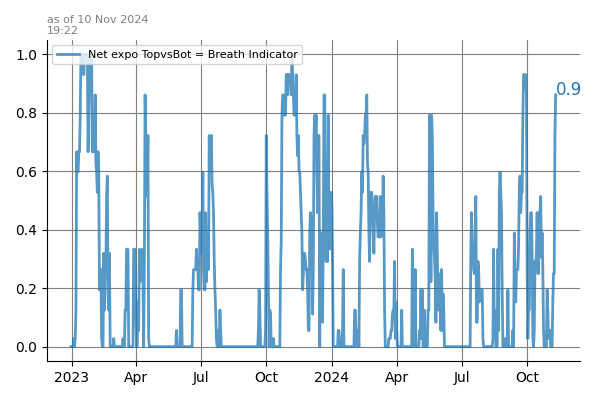 as of 10 Nov 2024
19:22
Net expo TopvsBot = Breath Indicator
0.9
1.0
0.8
0.6
0.4
0.2
0.0
2023 Apr Jul Oct 2024 Apr Jul Oct